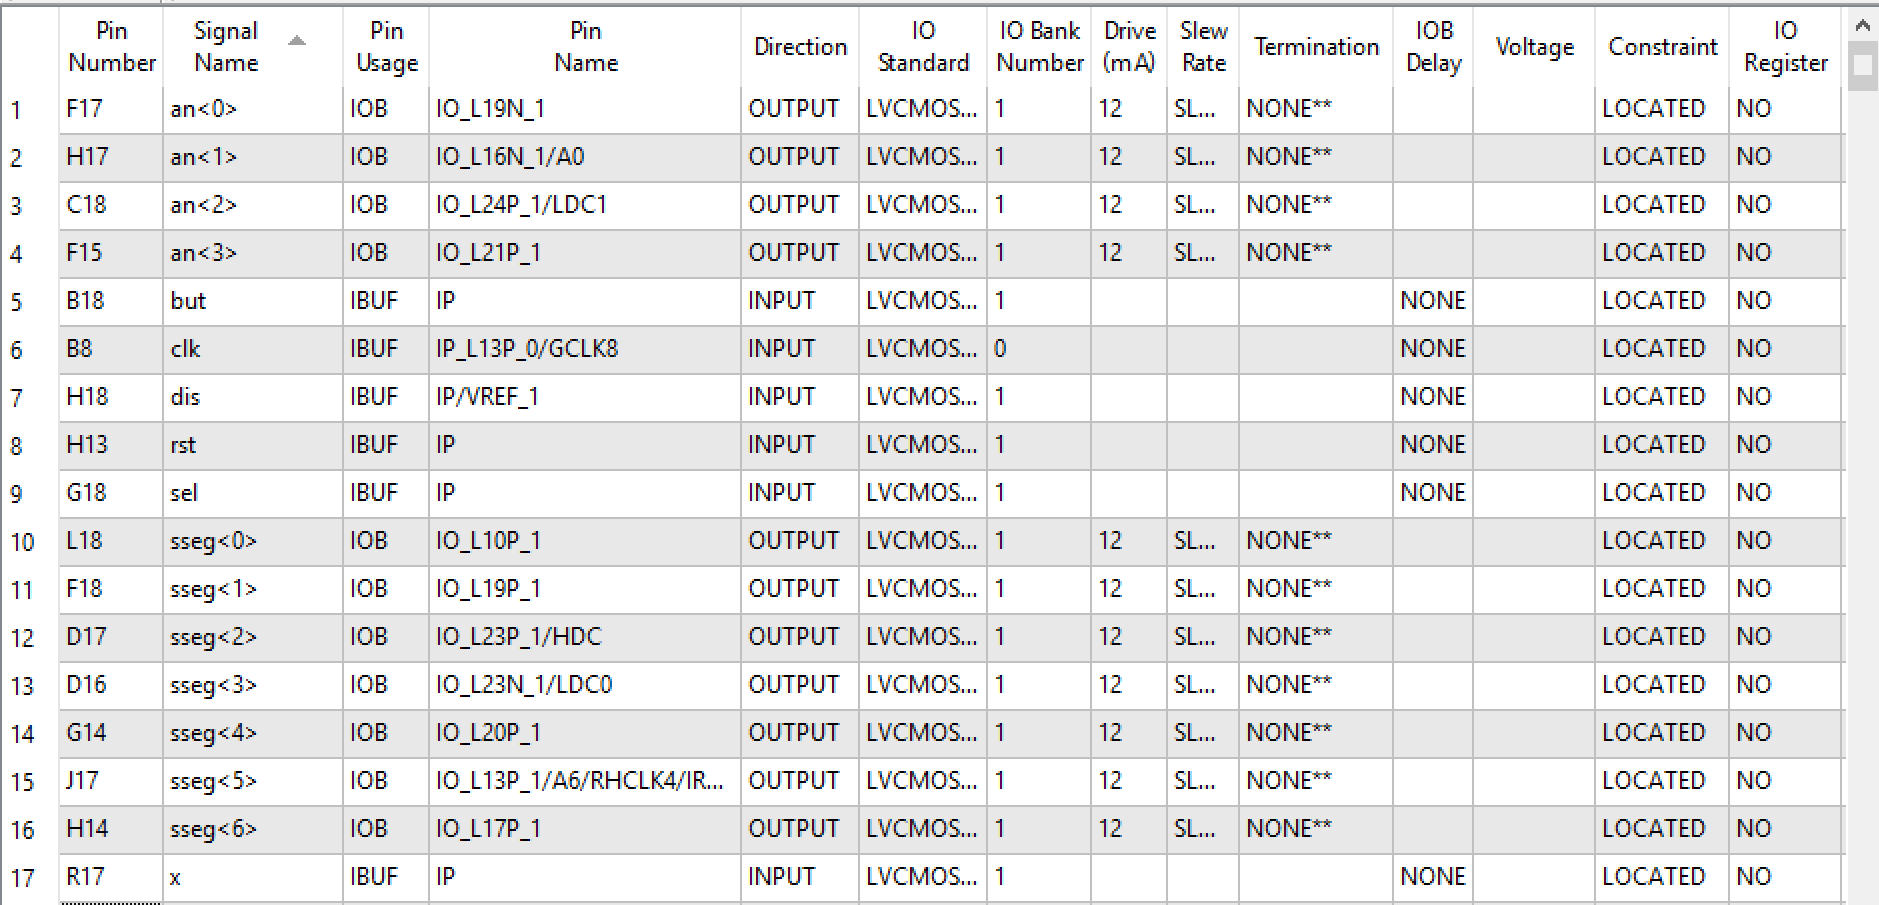 Pin Number Signal Name Pin Usage Pin Name Direction IO Standard IO Bank Number Drive (mA) Slew Rate Termination IOB Delay Voltage Constraint IO Register
1 F17 an<0> IOB IO_L19N_1 OUTPUT LVCMOS... 1 12 SL... NONE** LOCATED NO
2 H17 an<1> IOB IO_L16N_1/A0 OUTPUT LVCMOS... 1 12 SL... NONE** LOCATED NO
3 C18 an<2> IOB IO_L24P_1/LDC1 OUTPUT LVCMOS... 1 12 SL... NONE** LOCATED NO
4 F15 an<3> IOB IO_L21P_1 OUTPUT LVCMOS... 1 12 SL... NONE** LOCATED NO
5 B18 but IBUF IP INPUT LVCMOS... 1 NONE LOCATED NO
6 B8 clk IBUF IP_L13P_0/GCLK8 INPUT LVCMOS... 0 NONE LOCATED NO
7 H18 dis IBUF IP/VREF_1 INPUT LVCMOS... 1 NONE LOCATED NO
8 H13 rst IBUF IP INPUT LVCMOS... 1 NONE LOCATED NO
9 G18 sel IBUF IP INPUT LVCMOS... 1 NONE LOCATED NO
10 L18 sseg<0> IOB IO_L10P_1 OUTPUT LVCMOS... 1 12 SL... NONE** LOCATED NO
11 F18 sseg<1> IOB IO_L19P_1 OUTPUT LVCMOS... 1 12 SL... NONE** LOCATED NO
12 D17 sseg<2> IOB IO_L23P_1/HDC OUTPUT LVCMOS... 1 12 SL... NONE** LOCATED NO
13 D16 sseg<3> IOB IO_L23N_1/LDC0 OUTPUT LVCMOS... 1 12 SL... NONE** LOCATED NO
14 G14 sseg<4> IOB IO_L20P_1 OUTPUT LVCMOS... 1 12 SL... NONE** LOCATED NO
15 J17 sseg<5> IOB IO_L13P_1/A6/RHCLK4/IR... OUTPUT LVCMOS... 1 12 SL... NONE** LOCATED NO
16 H14 sseg<6> IOB IO_L17P_1 OUTPUT LVCMOS... 1 12 SL... NONE** LOCATED NO
17 R17 x IBUF IP INPUT LVCMOS... 1 NONE LOCATED NO